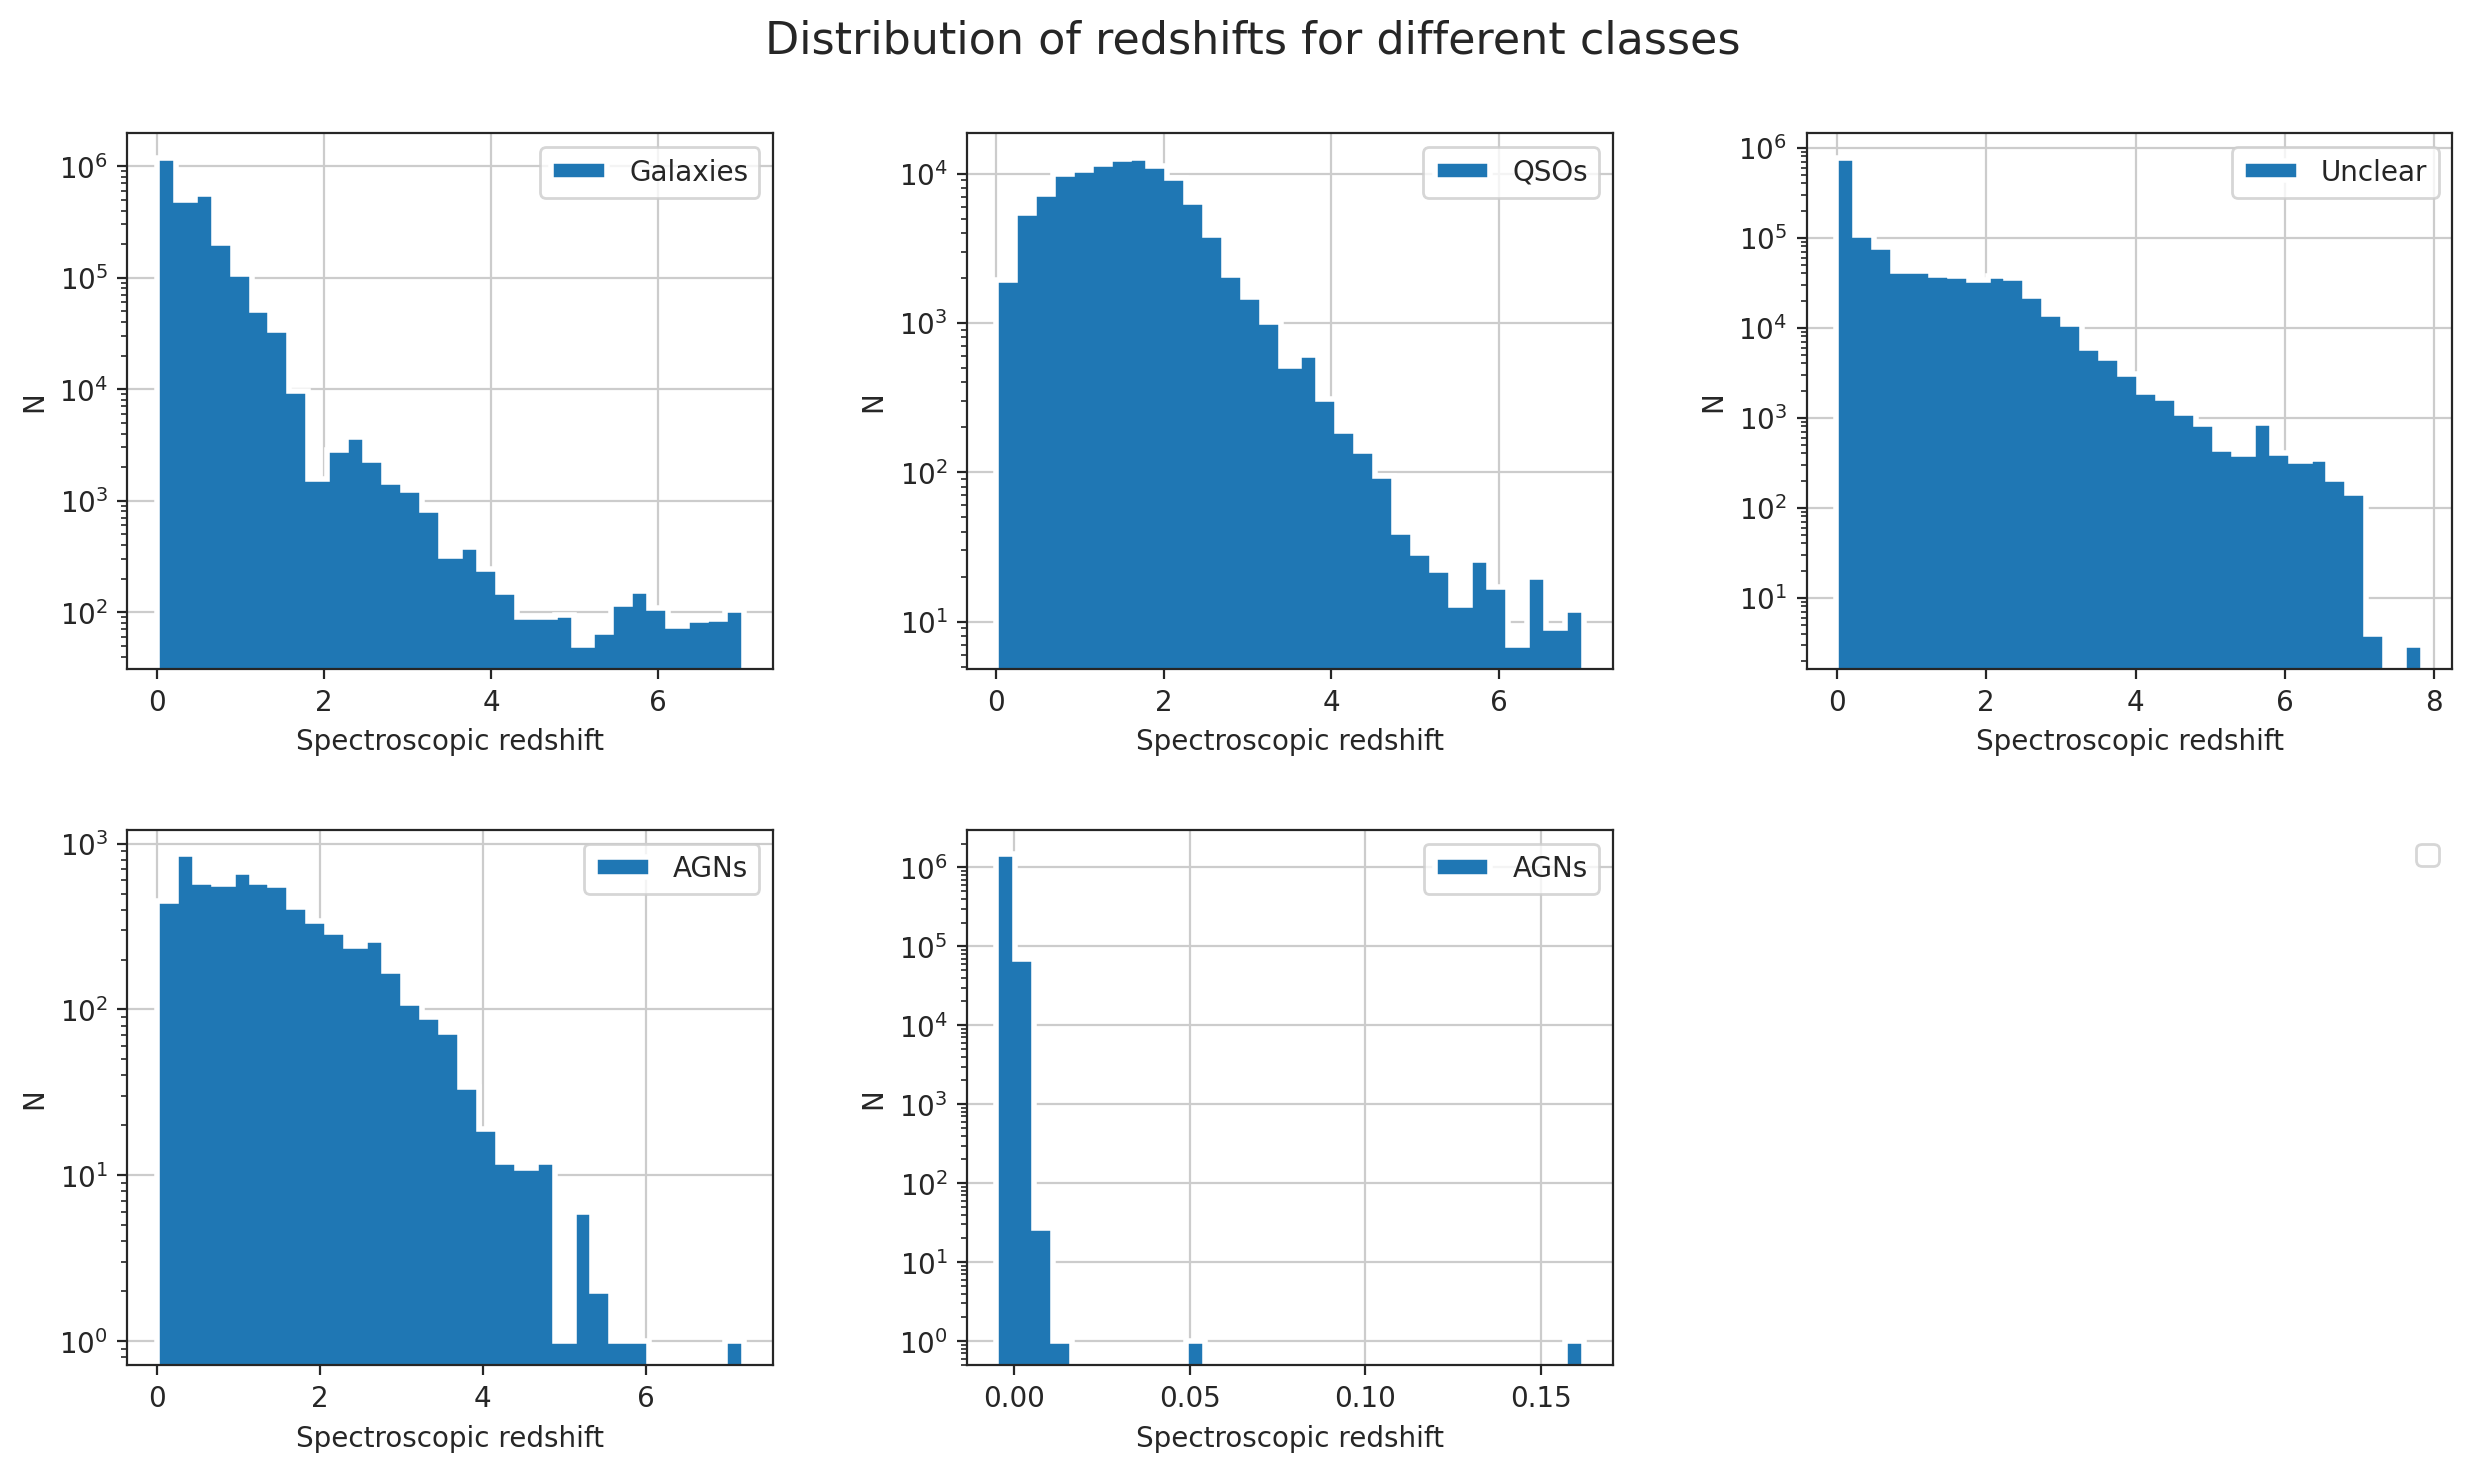 Distribution of redshifts for different classes
Galaxies
10^6
10^5
10^4
10^3
10^2
N
0 2 4 6
Spectroscopic redshift
QSOs
10^4
10^3
10^2
10^1
N
0 2 4 6
Spectroscopic redshift
Unclear
10^6
10^5
10^4
10^3
10^2
10^1
N
0 2 4 6 8
Spectroscopic redshift
AGNs
10^3
10^2
10^1
10^0
N
0 2 4 6
Spectroscopic redshift
AGNs
10^6
10^5
10^4
10^3
10^2
10^1
10^0
N
0.00 0.05 0.10 0.15
Spectroscopic redshift